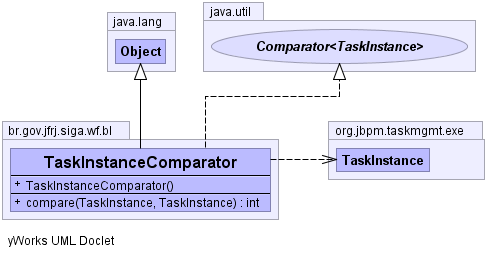 java.lang
Object
java.util
Comparator<TaskInstance>
br.gov.jfrj.siga.wf.bl
TaskInstanceComparator
+ TaskInstanceComparator()
+ compare(TaskInstance, TaskInstance) : int
org.jbpm.taskmgmt.exe
TaskInstance
yWorks UML Doclet